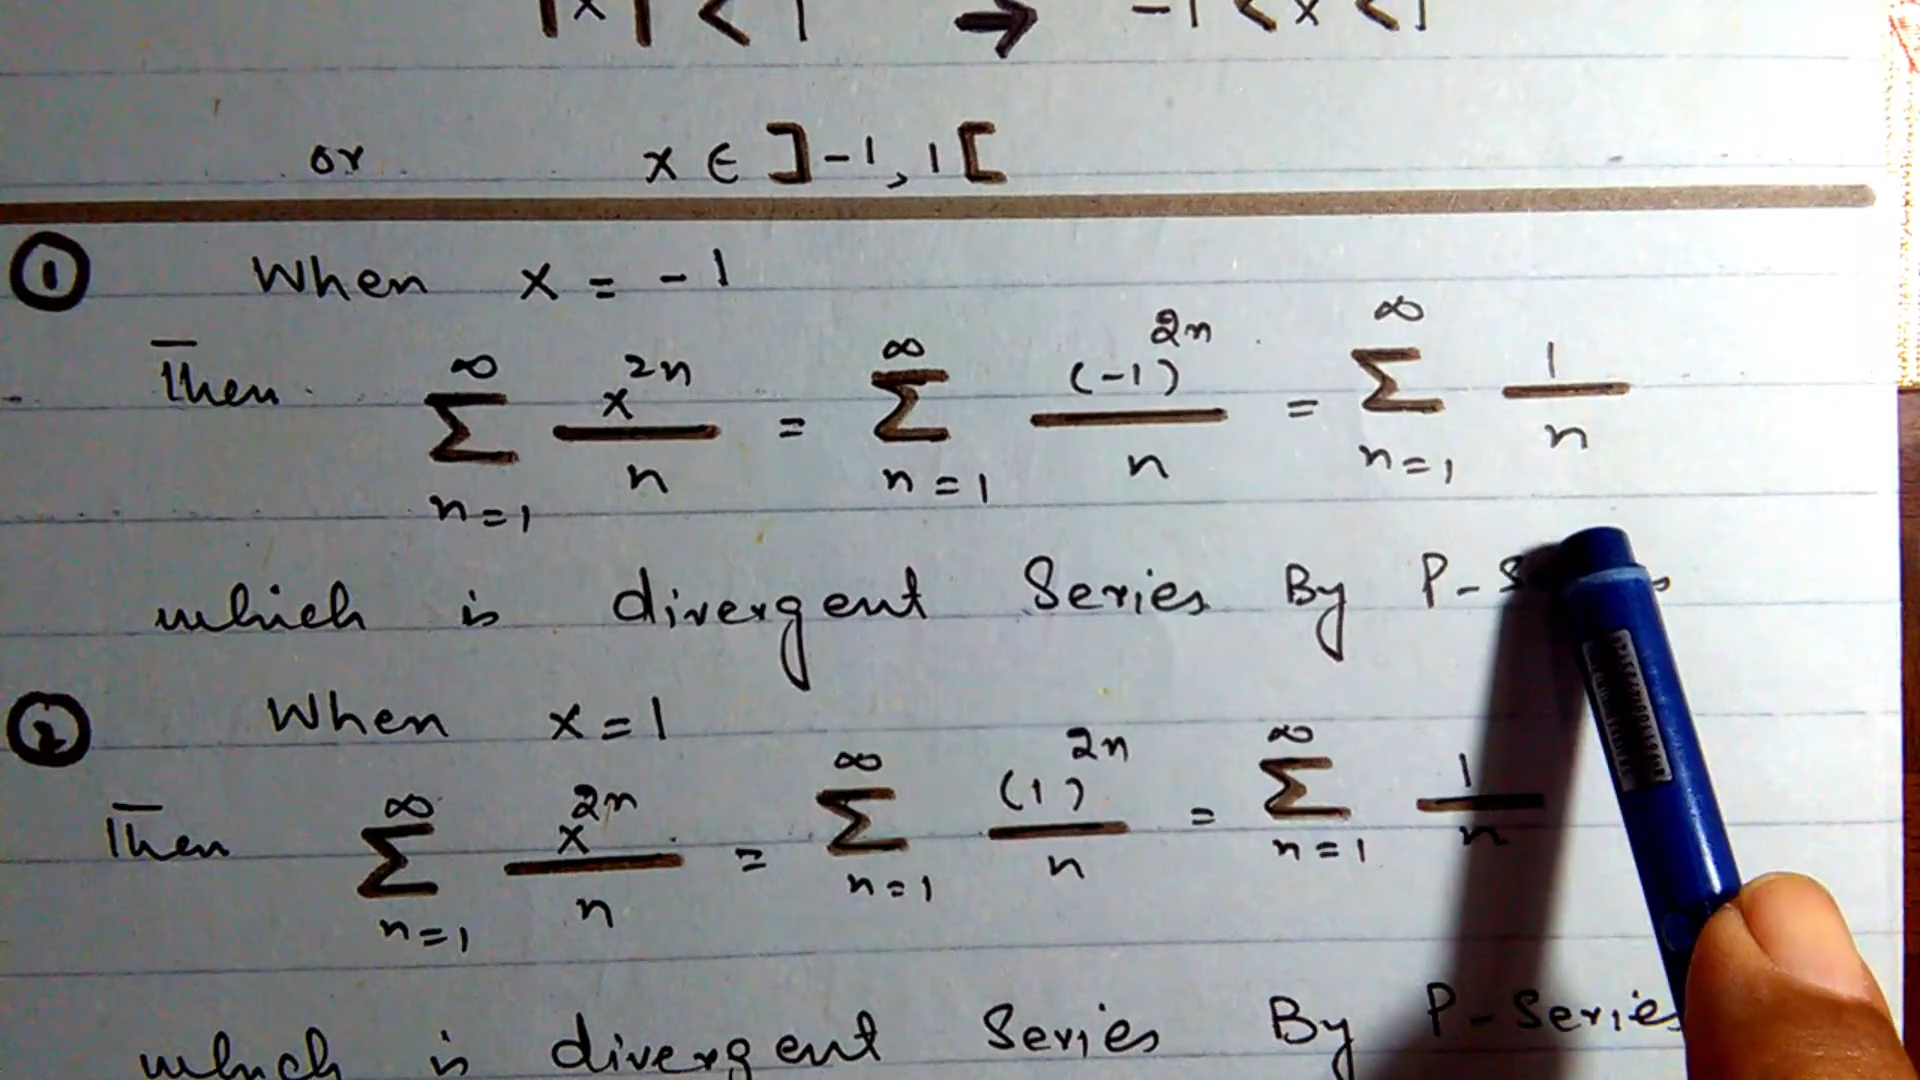 |x| < 1 → -1 < x < 1
or x ∈ ]-1, 1[
① When x = -1
Then ∑_{n=1}^{∞} x^{2n}/n = ∑_{n=1}^{∞} (-1)^{2n}/n = ∑_{n=1}^{∞} 1/n
which is divergent Series By P-
② When x = 1
Then ∑_{n=1}^{∞} x^{2n}/n = ∑_{n=1}^{∞} (1)^{2n}/n = ∑_{n=1}^{∞} 1/n
which is divergent Series By P-Series